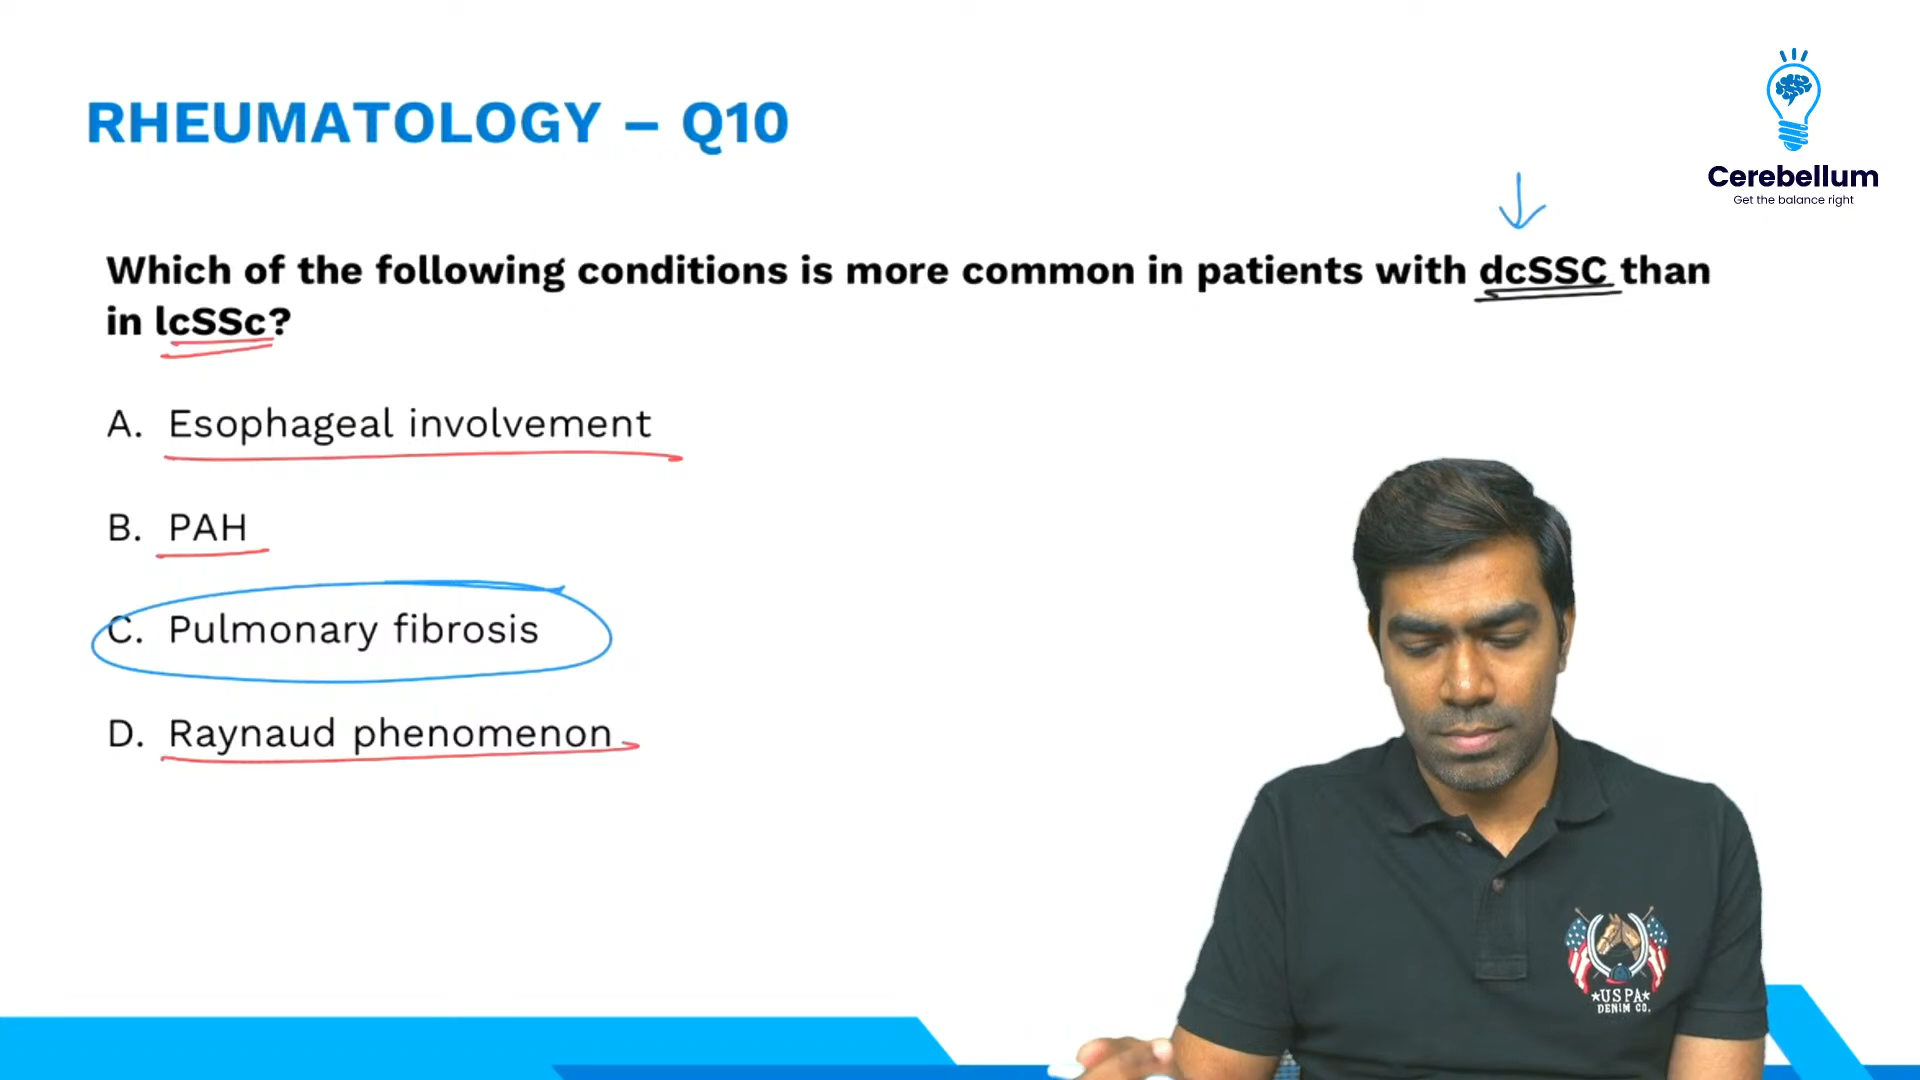 RHEUMATOLOGY – Q10
Cerebellum
Get the balance right
Which of the following conditions is more common in patients with dcSSC than
in lcSSc?
A. Esophageal involvement
B. PAH
C. Pulmonary fibrosis
D. Raynaud phenomenon
USPA
DENIM CO.